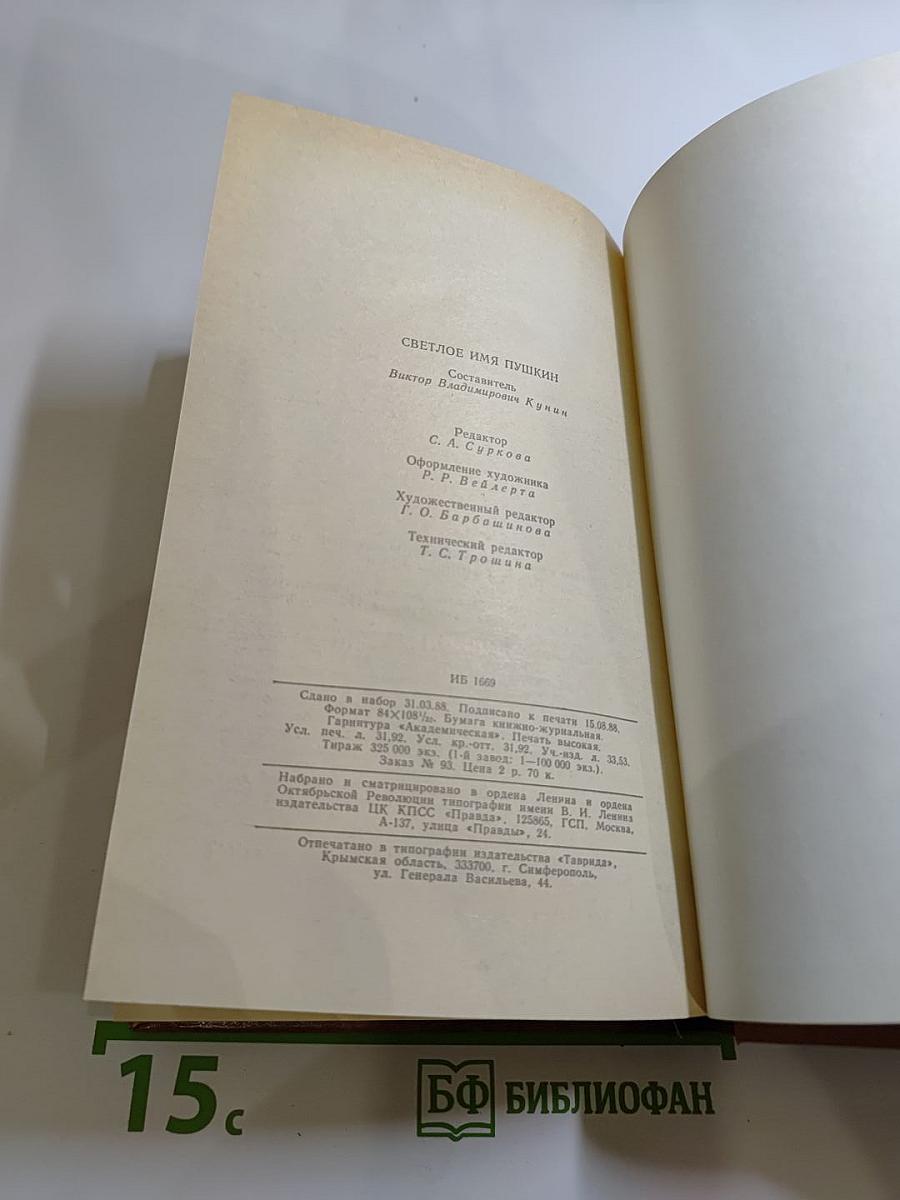 СВЕТЛОЕ ИМЯ ПУШКИН
Составитель
Виктор Владимирович Кунин
Редактор
С. А. Суркова
Оформление художника
Р. Р. Вейлерта
Художественный редактор
Г. О. Барбашинова
Технический редактор
Т. С. Трошина
ИБ 1669
Сдано в набор 31.03.88. Подписано к печати 15.08.88.
Формат 84×108¹/₃₂. Бумага книжно-журнальная.
Гарнитура «Академическая». Печать высокая.
Усл. печ. л. 31,92. Усл. кр.-отт. 31,92. Уч.-изд. л. 33,53.
Тираж 325 000 экз. (1-й завод: 1—100 000 экз.).
Заказ № 93. Цена 2 р. 70 к.
Набрано и сматрицировано в ордена Ленина и ордена
Октябрьской Революции типографии имени В. И. Ленина
издательства ЦК КПСС «Правда». 125865, ГСП, Москва,
А-137, улица «Правды», 24.
Отпечатано в типографии издательства «Таврида»,
Крымская область, 333700, г. Симферополь,
ул. Генерала Васильева, 44.
15 с
БФ БИБЛИОФАН